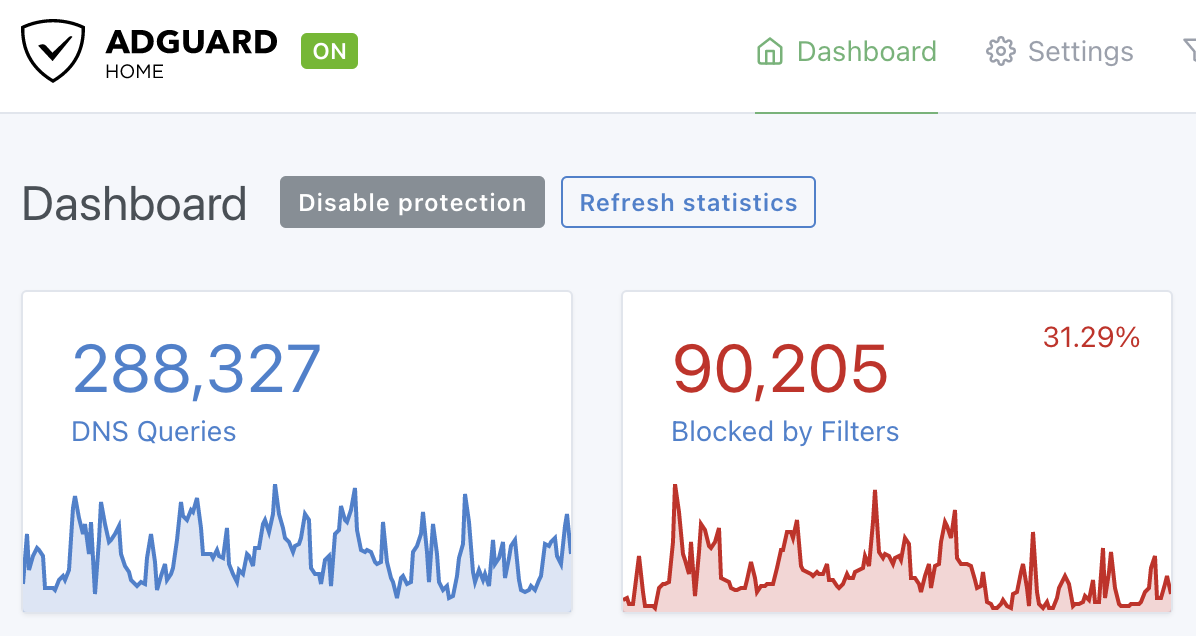 ADGUARD
HOME
ON
Dashboard
Settings
Dashboard
Disable protection
Refresh statistics
288,327
DNS Queries
31.29%
90,205
Blocked by Filters